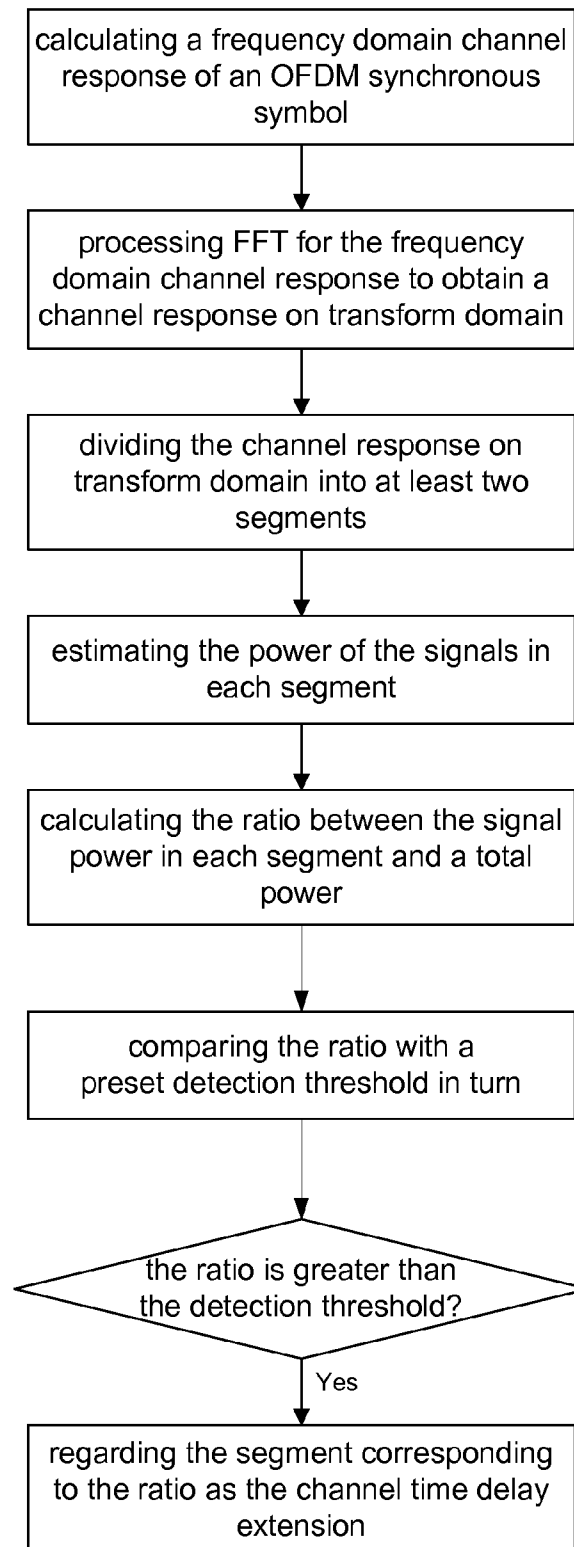 calculating a frequency domain channel
response of an OFDM synchronous
symbol
processing FFT for the frequency
domain channel response to obtain a
channel response on transform domain
dividing the channel response on
transform domain into at least two
segments
estimating the power of the signals in
each segment
calculating the ratio between the signal
power in each segment and a total
power
comparing the ratio with a
preset detection threshold in turn
the ratio is greater than
the detection threshold?
Yes
regarding the segment corresponding
to the ratio as the channel time delay
extension